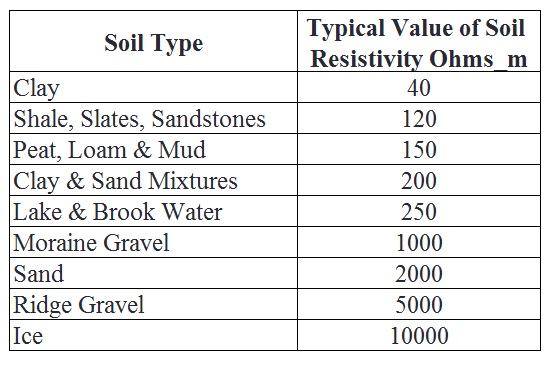 Soil Type
Typical Value of Soil
Resistivity Ohms_m
Clay 40
Shale, Slates, Sandstones 120
Peat, Loam & Mud 150
Clay & Sand Mixtures 200
Lake & Brook Water 250
Moraine Gravel 1000
Sand 2000
Ridge Gravel 5000
Ice 10000